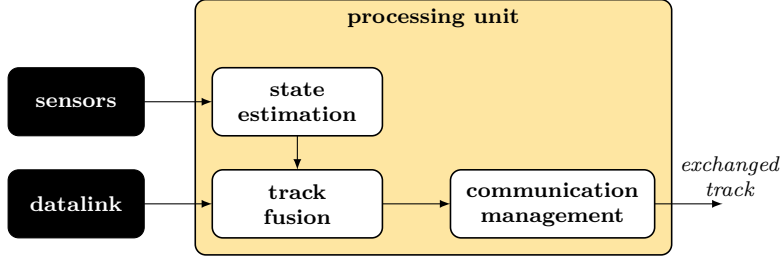 processing unit
sensors
state
estimation
datalink
track
fusion
communication
management
exchanged
track